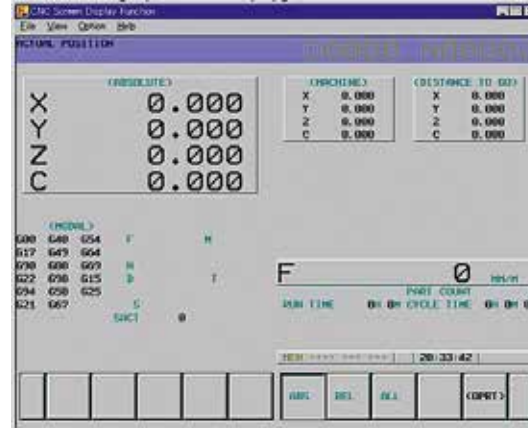 CNC Screen Display Function
File View Option Help
ACTUAL POSITION
(ABSOLUTE)
X 0.000
Y 0.000
Z 0.000
C 0.000
(MACHINE)
X 0.000
Y 0.000
Z 0.000
C 0.000
(DISTANCE TO GO)
X 0.000
Y 0.000
Z 0.000
C 0.000
(MODAL)
G00 G40 G54 F M
G17 G49 G64
G90 G80 G69 H
G22 G98 G15 D T
G94 G50 G25
G21 G67 S
SACT 0
F 0 MM/M
PART COUNT
RUN TIME 0H 0M CYCLE TIME 0H 0M
MEM **** *** ***
20:33:42
ABS REL ALL (OPRT)